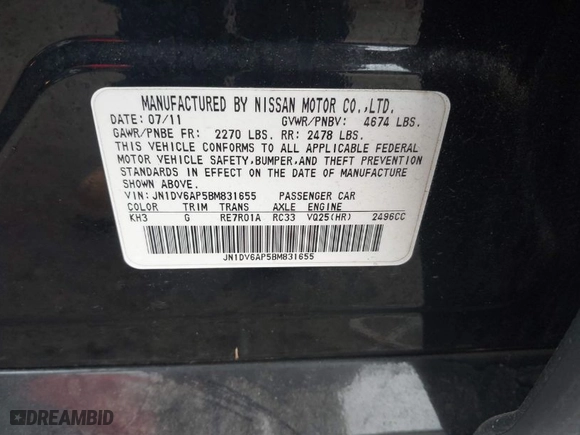 MANUFACTURED BY NISSAN MOTOR CO.,LTD.
DATE: 07/11 GVWR/PNBV: 4674 LBS.
GAWR/PNBE FR: 2270 LBS. RR: 2478 LBS.
THIS VEHICLE CONFORMS TO ALL APPLICABLE FEDERAL
MOTOR VEHICLE SAFETY,BUMPER,AND THEFT PREVENTION
STANDARDS IN EFFECT ON THE DATE OF MANUFACTURE
SHOWN ABOVE.
VIN: JN1DV6AP5BM831655 PASSENGER CAR
COLOR TRIM TRANS AXLE ENGINE
KH3 G RE7R01A RC33 VQ25(HR) 2496CC
JN1DV6AP5BM831655
DREAMBID